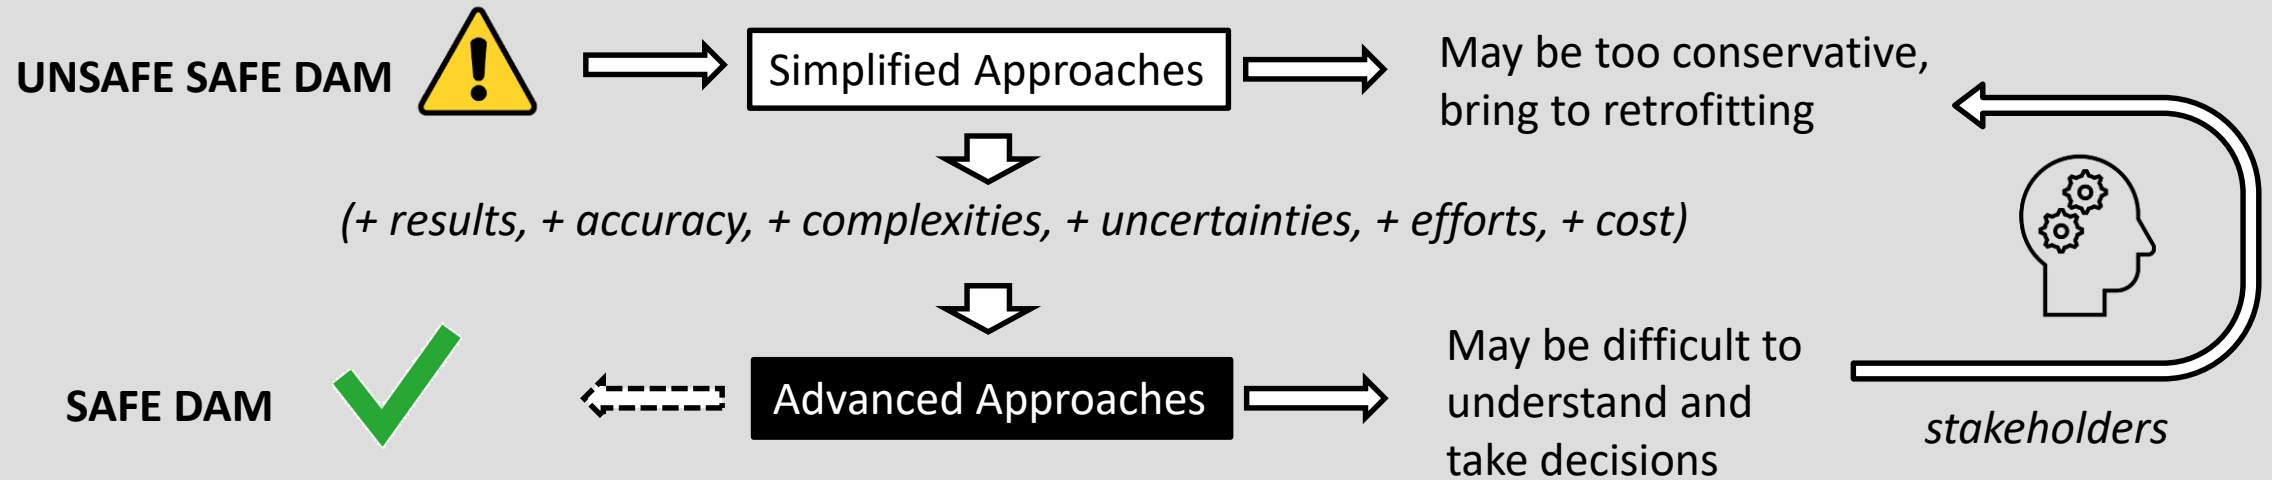 UNSAFE SAFE DAM
Simplified Approaches
May be too conservative,
bring to retrofitting
(+ results, + accuracy, + complexities, + uncertainties, + efforts, + cost)
SAFE DAM
Advanced Approaches
May be difficult to
understand and
take decisions
stakeholders